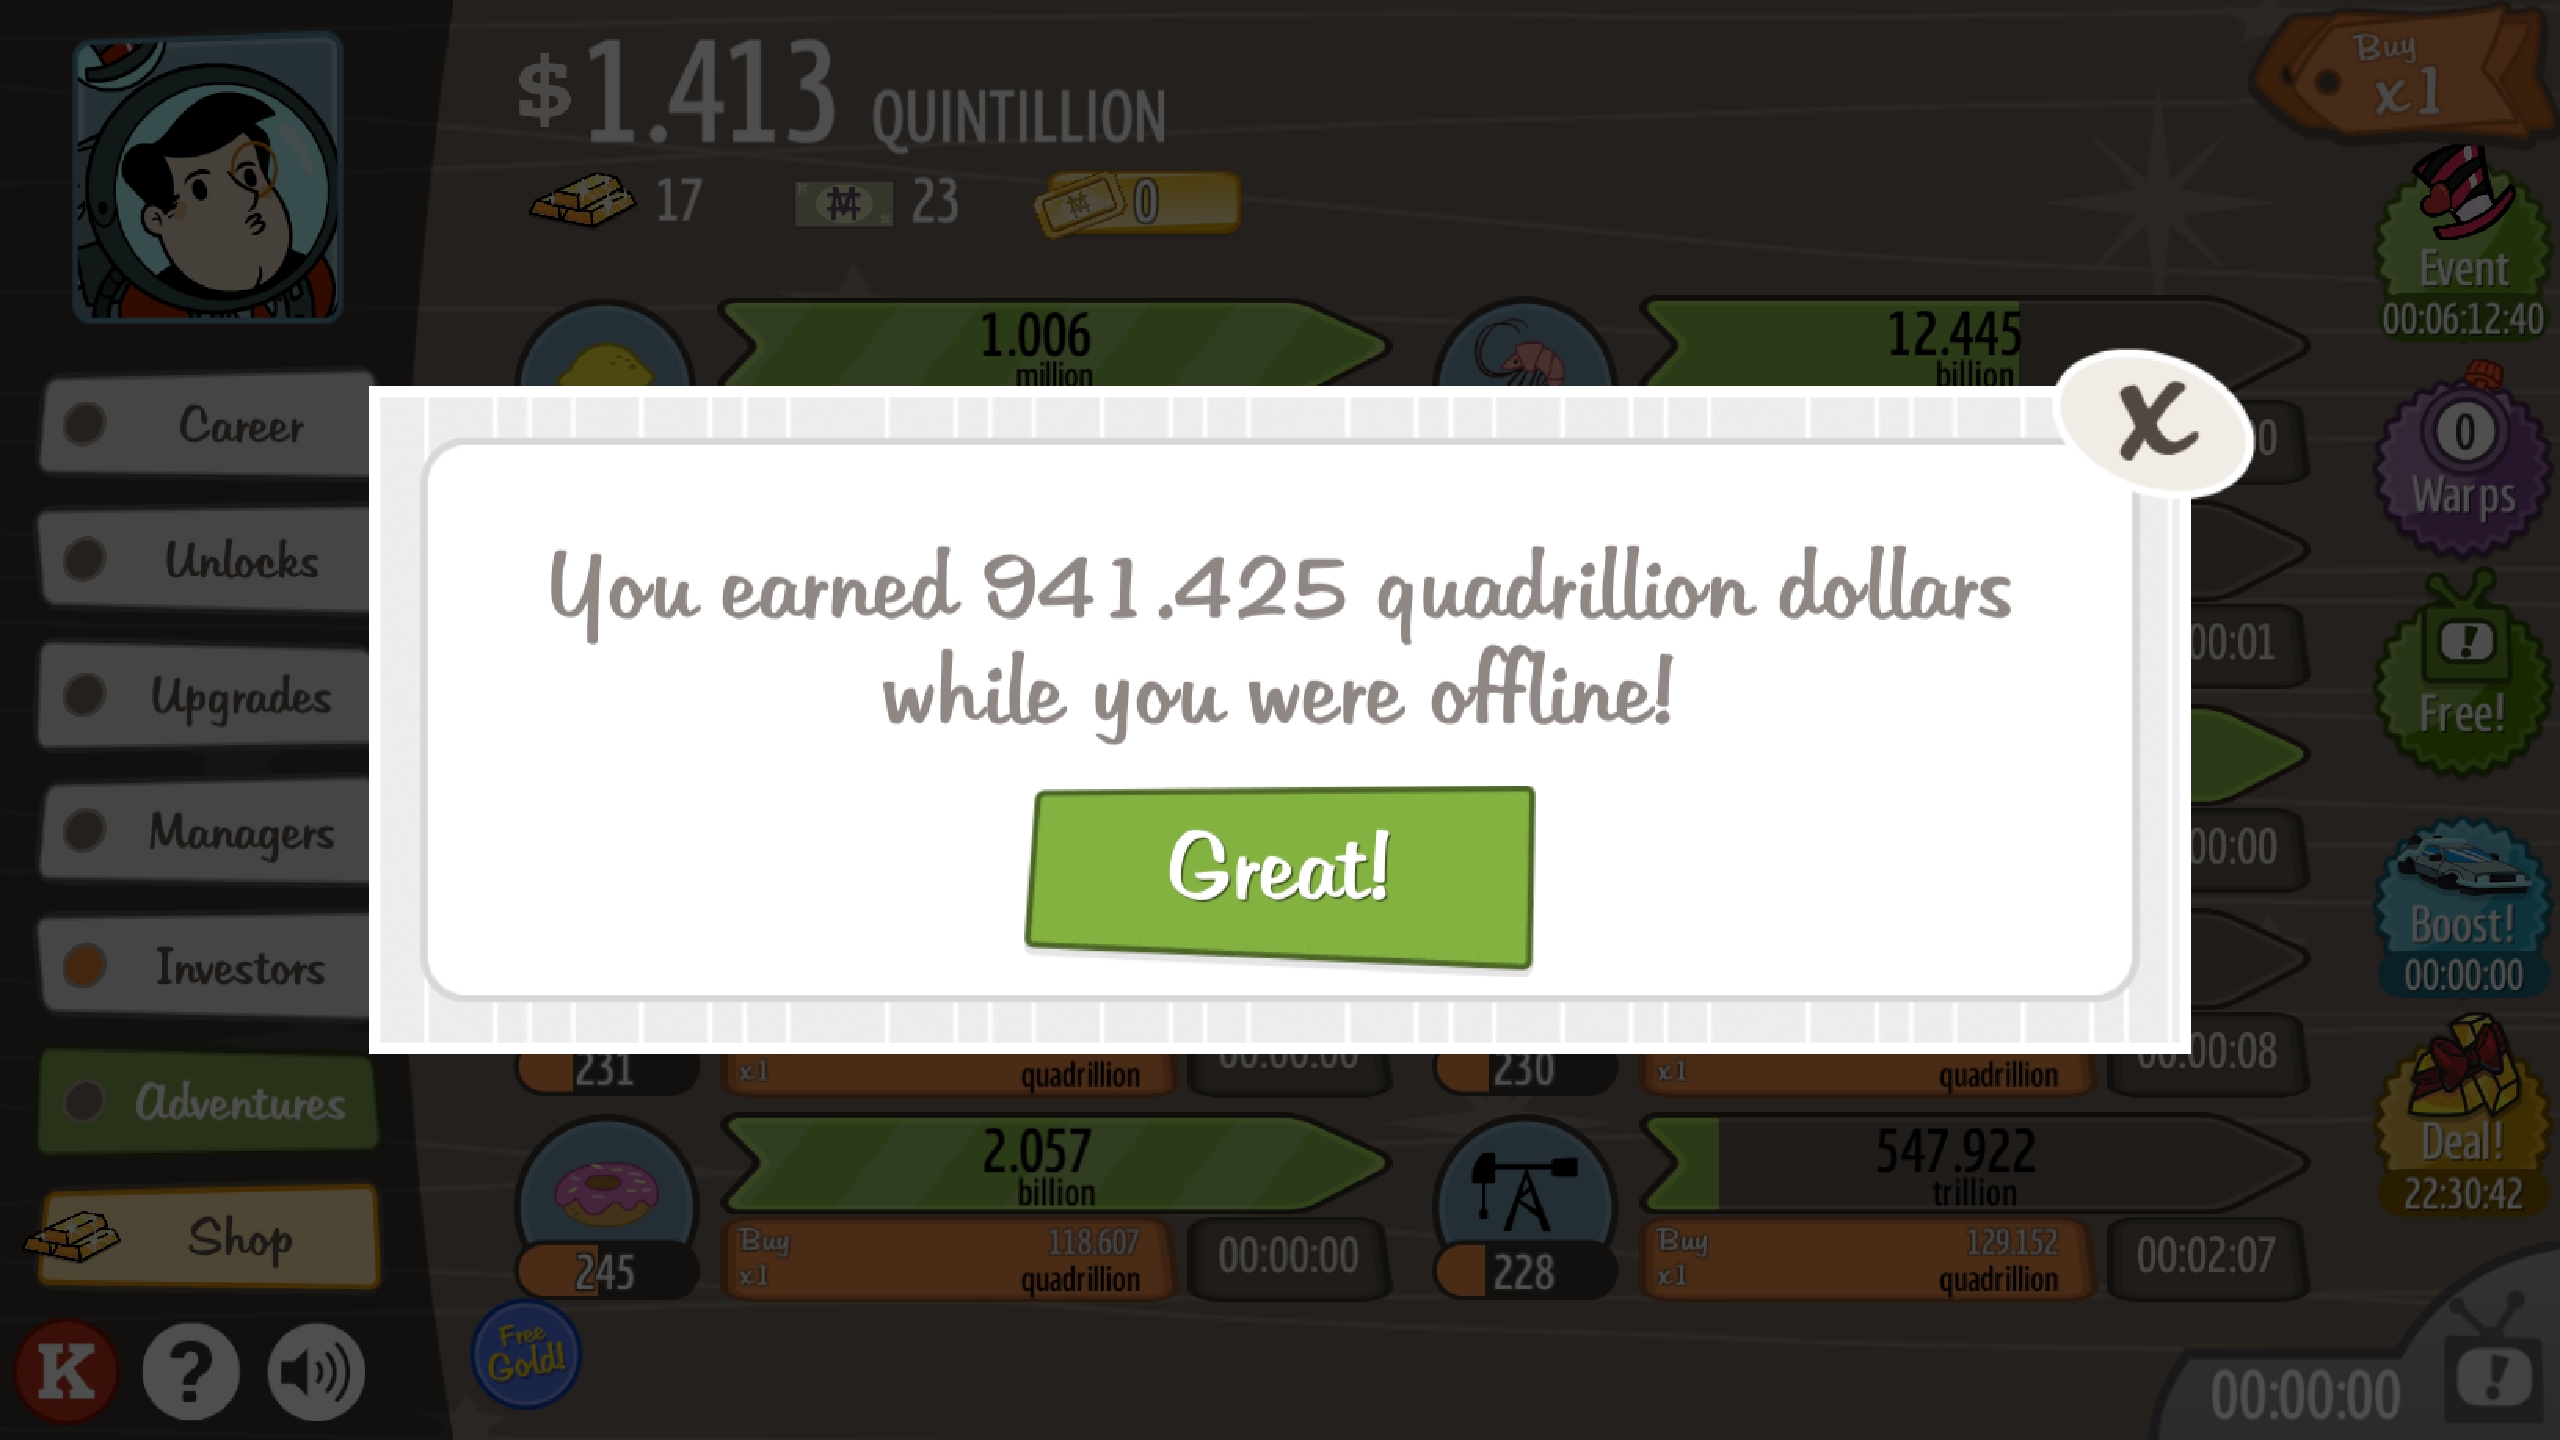 $1.413 QUINTILLION
17 23 0
Buy
x1
Event
00:06:12:40
0
Warps
Free!
Boost!
00:00:00
Deal!
22:30:42
Career
Unlocks
Upgrades
Managers
Investors
Adventures
Shop
K ?
1.006
million
12.445
billion
0
00:01
00:00
You earned 941.425 quadrillion dollars
while you were offline!
Great!
X
231
x1 quadrillion
00:00:00
230
x1 quadrillion
00:00:08
2.057
billion
245
Buy 118.607
x1 quadrillion
00:00:00
547.922
trillion
228
Buy 129.152
x1 quadrillion
00:02:07
Free
Gold!
00:00:00